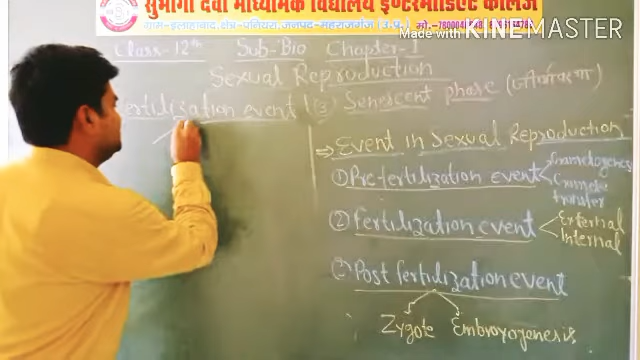 सुभागी देवी माध्यमिक विद्यालय इण्टरमीडिएट कालेज
Made with KINEMASTER
Class-12th Sub-Bio Chapter-1
Sexual Reproduction
ertilization event
③ Senescent phase (जीर्णावस्था)
⇒ Event in Sexual Reproduction
① Pre fertilization event
Gametogenesis
Gamete transfer
② Fertilization event
External
Internal
③ Post fertilization event
Zygote Embroyogenesis